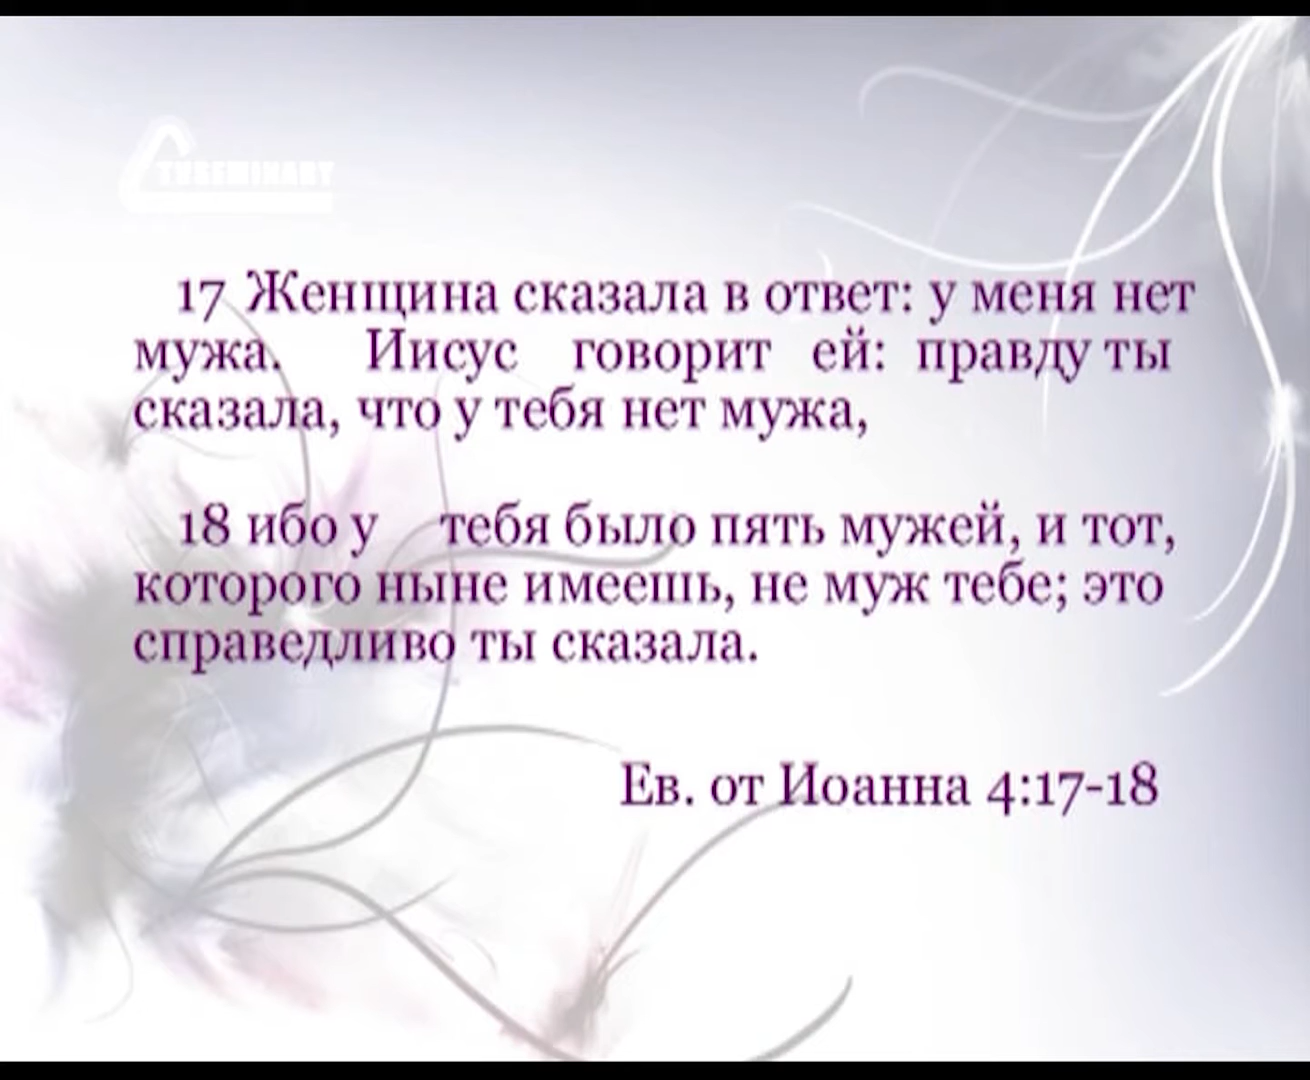 TVSEMINARY
17 Женщина сказала в ответ: у меня нет
мужа. Иисус говорит ей: правду ты
сказала, что у тебя нет мужа,
18 ибо у тебя было пять мужей, и тот,
которого ныне имеешь, не муж тебе; это
справедливо ты сказала.
Ев. от Иоанна 4:17-18